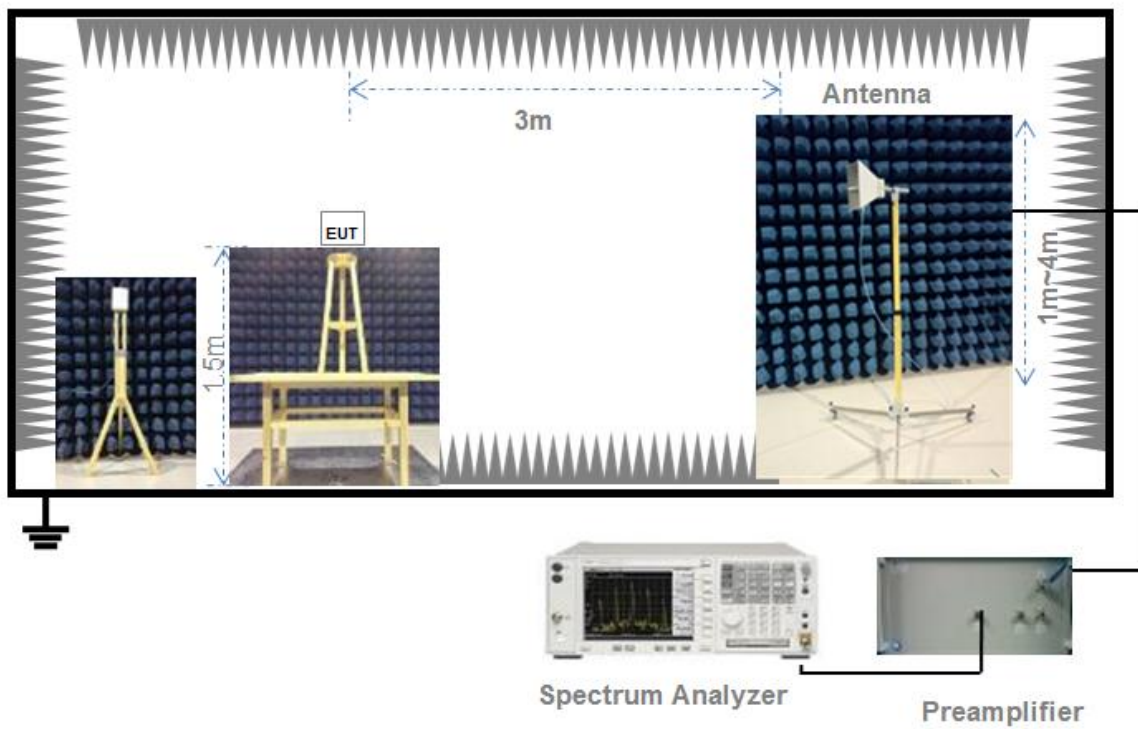 Antenna
3m
EUT
1.5m
1m~4m
Spectrum Analyzer
Preamplifier